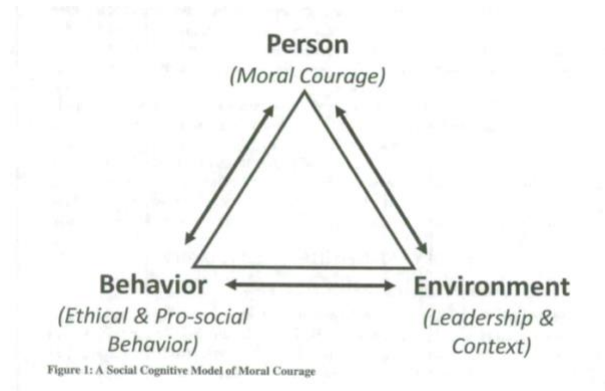 Person
(Moral Courage)
Behavior
(Ethical & Pro-social
Behavior)
Environment
(Leadership &
Context)
Figure 1: A Social Cognitive Model of Moral Courage